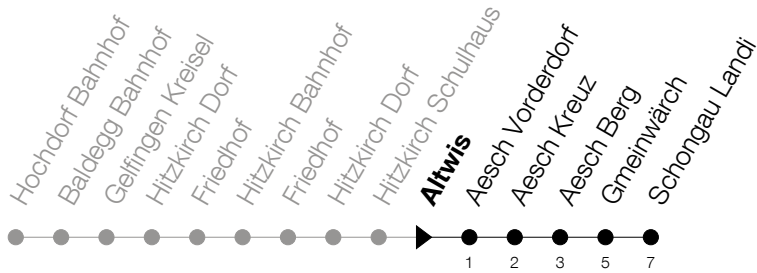 Hochdorf Bahnhof
Baldegg Bahnhof
Gelfingen Kreisel
Hitzkirch Dorf
Friedhof
Hitzkirch Bahnhof
Friedhof
Hitzkirch Dorf
Hitzkirch Schulhaus
Altwis
Aesch Vorderdorf
Aesch Kreuz
Aesch Berg
Gmeinwärch
Schongau Landi
1 2 3 5 7